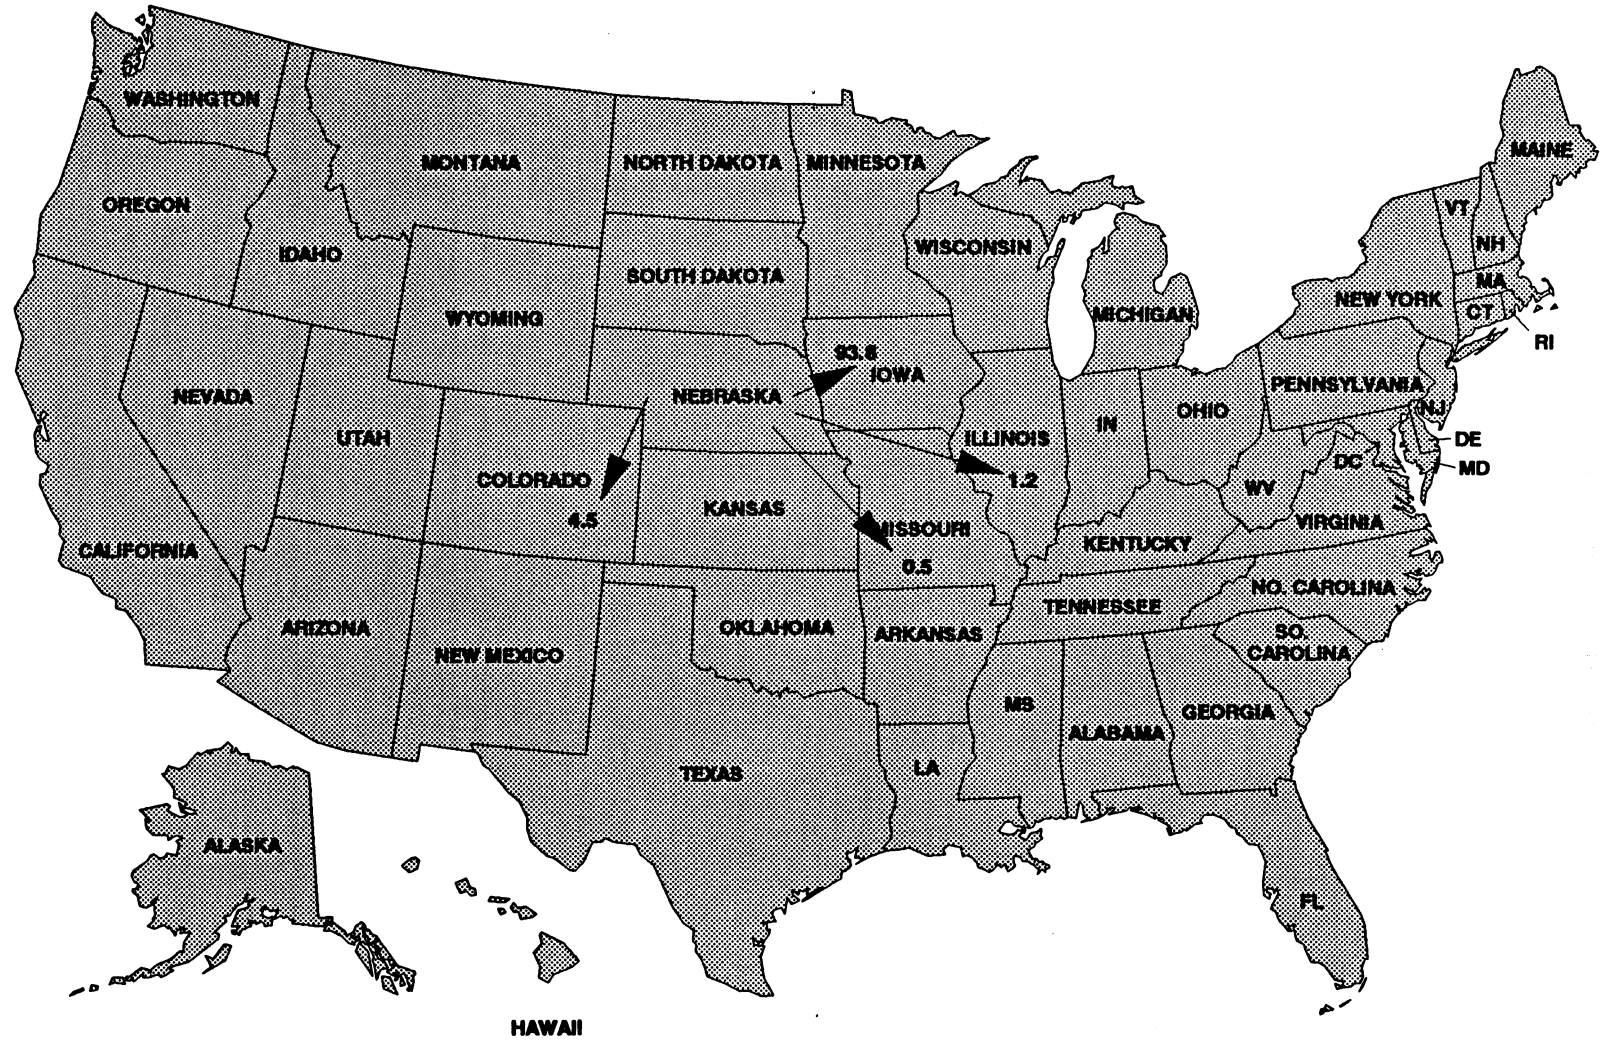 WASHINGTON
MONTANA
NORTH DAKOTA
MINNESOTA
MAINE
OREGON
VT
IDAHO
WISCONSIN
NH
SOUTH DAKOTA
MA
WYOMING
NEW YORK
MICHIGAN
CT
RI
93.8
IOWA
NEVADA
NEBRASKA
PENNSYLVANIA
NJ
OHIO
IN
UTAH
ILLINOIS
DE
COLORADO
1.2
DC
MD
WV
KANSAS
4.5
MISSOURI
VIRGINIA
CALIFORNIA
KENTUCKY
0.5
NO. CAROLINA
TENNESSEE
ARIZONA
OKLAHOMA
ARKANSAS
SO.
CAROLINA
NEW MEXICO
MS
GEORGIA
ALABAMA
TEXAS
LA
ALASKA
FL
HAWAII